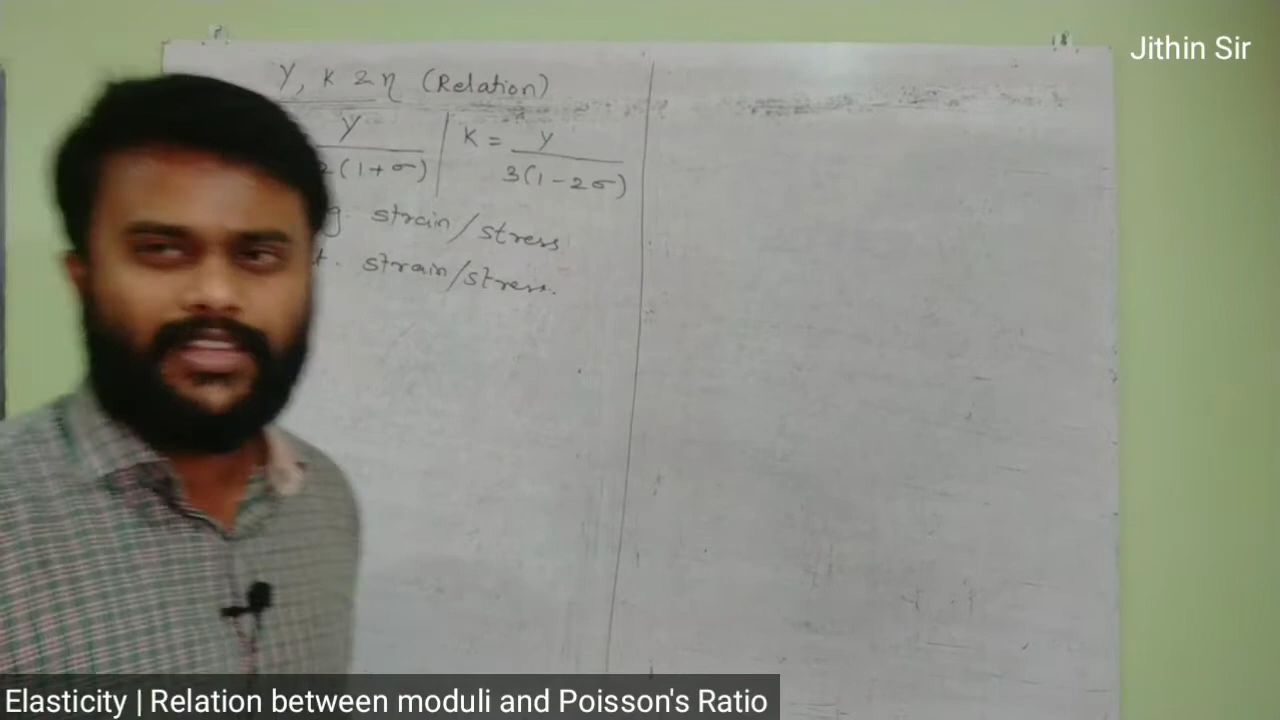 Jithin Sir
Y, K & η (Relation)
Y | K = Y
2(1+σ) | 3(1-2σ)
strain/stress
strain/stress.
Elasticity | Relation between moduli and Poisson's Ratio